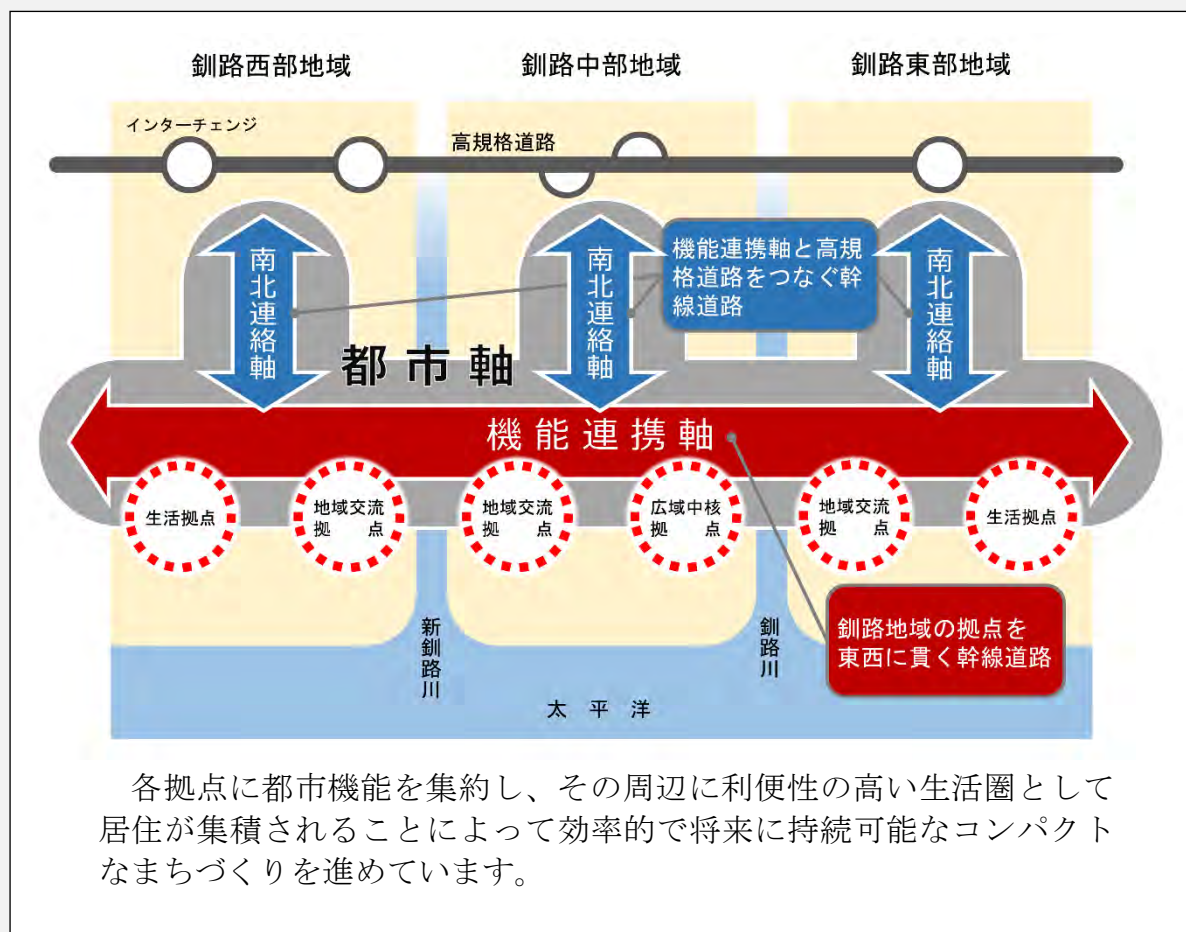 釧路西部地域
釧路中部地域
釧路東部地域
インターチェンジ
高規格道路
南北連絡軸
南北連絡軸
南北連絡軸
機能連携軸と高規
格道路をつなぐ幹
線道路
都市軸
機能連携軸
生活拠点
地域交流
拠点
地域交流
拠点
広域中核
拠点
地域交流
拠点
生活拠点
新釧路川
釧路川
釧路地域の拠点を
東西に貫く幹線道路
太平洋
各拠点に都市機能を集約し、その周辺に利便性の高い生活圏として
居住が集積されることによって効率的で将来に持続可能なコンパクト
なまちづくりを進めています。